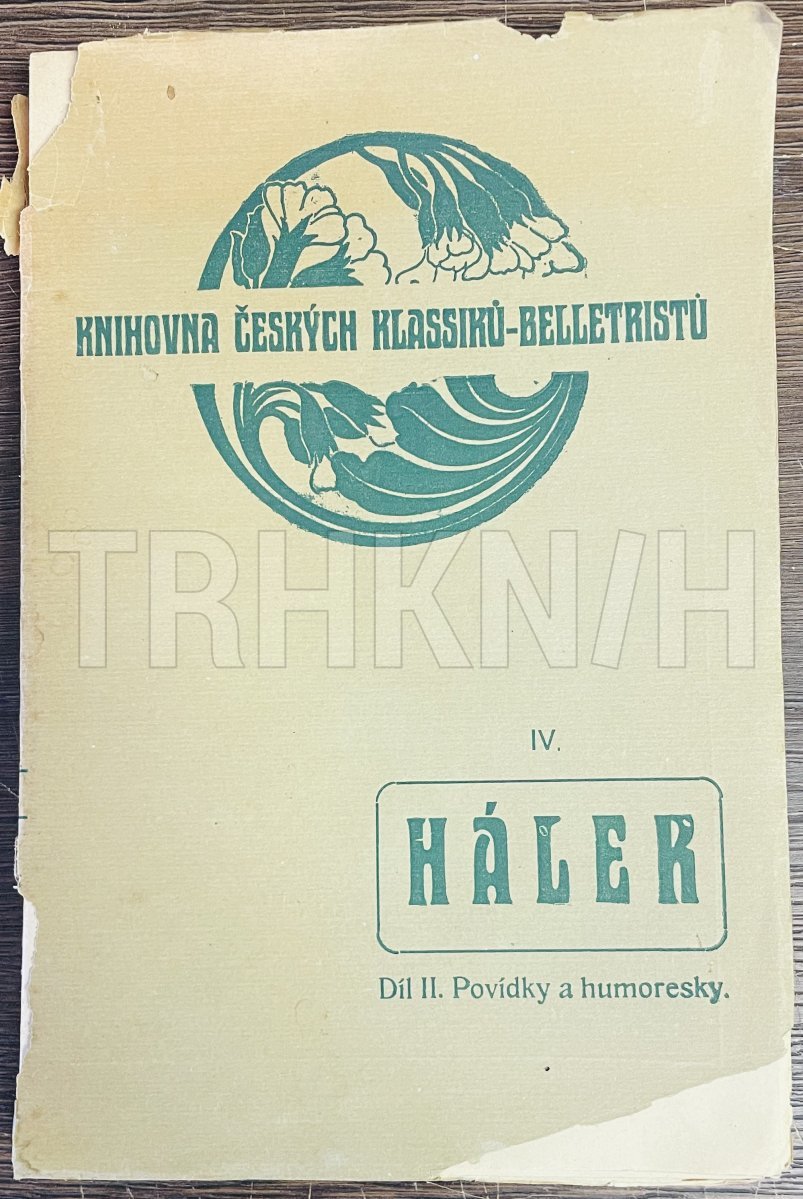 KNIHOVNA ČESKÝCH KLASSIKŮ-BELLETRISTŮ
TRHKNIH
IV.
HÁLEK
Díl II. Povídky a humoresky.